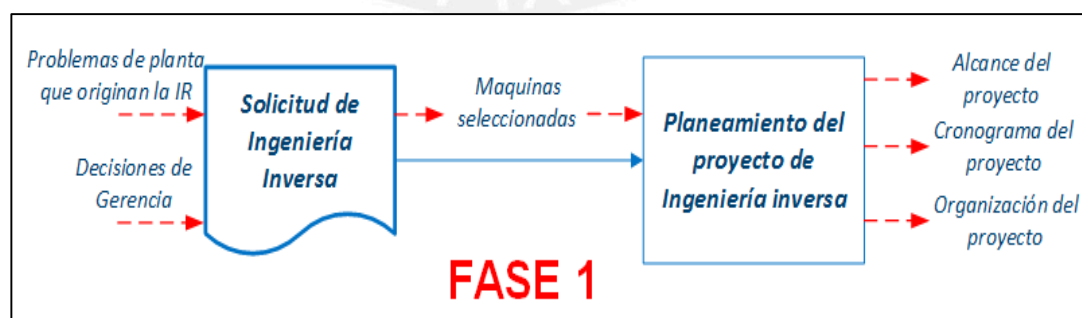 Problemas de planta
que originan la IR
Decisiones de
Gerencia
Solicitud de
Ingeniería
Inversa
Maquinas
seleccionadas
Planeamiento del
proyecto de
Ingeniería inversa
Alcance del
proyecto
Cronograma del
proyecto
Organización del
proyecto
FASE 1